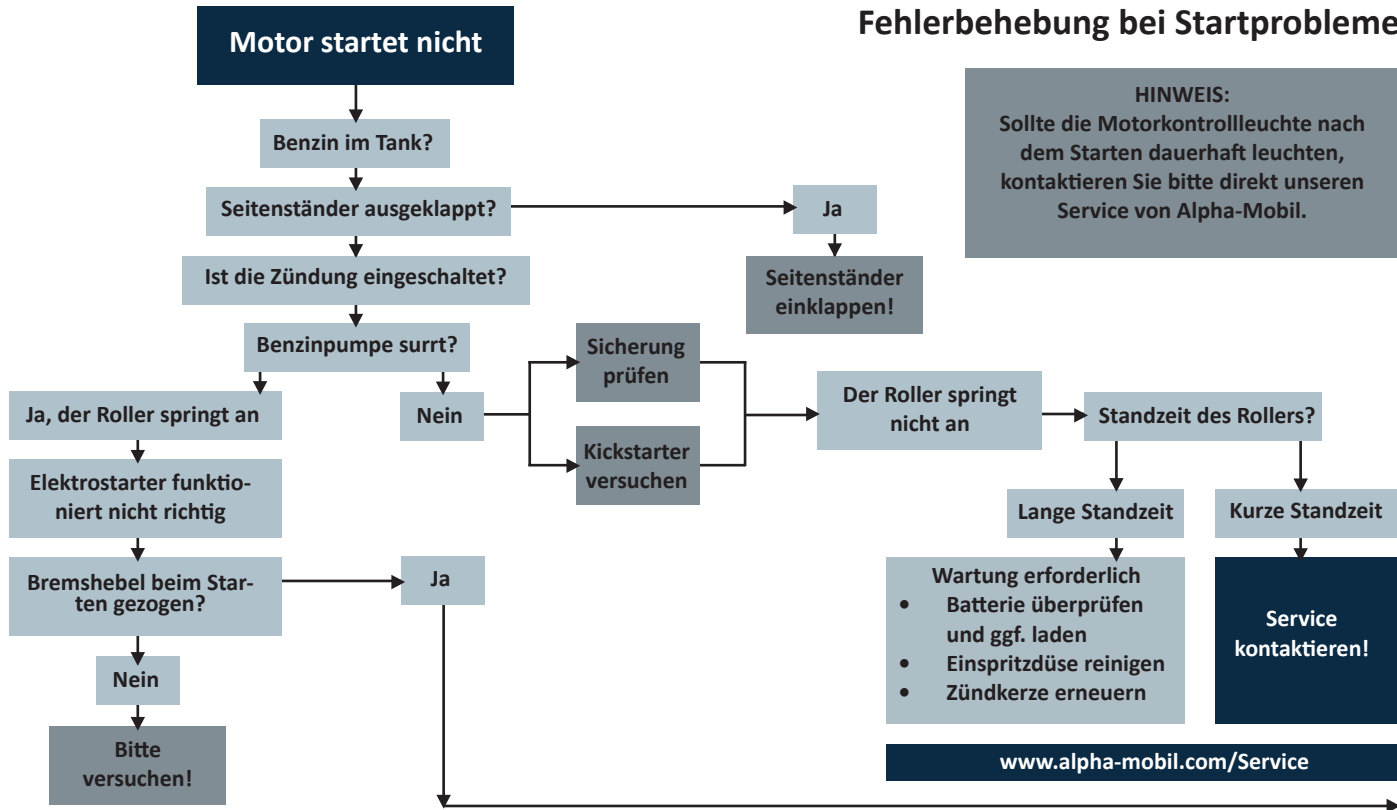 Fehlerbehebung bei Startprobleme
Motor startet nicht
HINWEIS:
Sollte die Motorkontrollleuchte nach
dem Starten dauerhaft leuchten,
kontaktieren Sie bitte direkt unseren
Service von Alpha-Mobil.
Benzin im Tank?
Seitenständer ausgeklappt?
Ja
Seitenständer
einklappen!
Ist die Zündung eingeschaltet?
Benzinpumpe surrt?
Nein
Sicherung
prüfen
Kickstarter
versuchen
Der Roller springt
nicht an
Standzeit des Rollers?
Lange Standzeit
Kurze Standzeit
Wartung erforderlich
• Batterie überprüfen
und ggf. laden
• Einspritzdüse reinigen
• Zündkerze erneuern
Service
kontaktieren!
www.alpha-mobil.com/Service
Ja, der Roller springt an
Elektrostarter funktio-
niert nicht richtig
Bremshebel beim Star-
ten gezogen?
Ja
Nein
Bitte
versuchen!